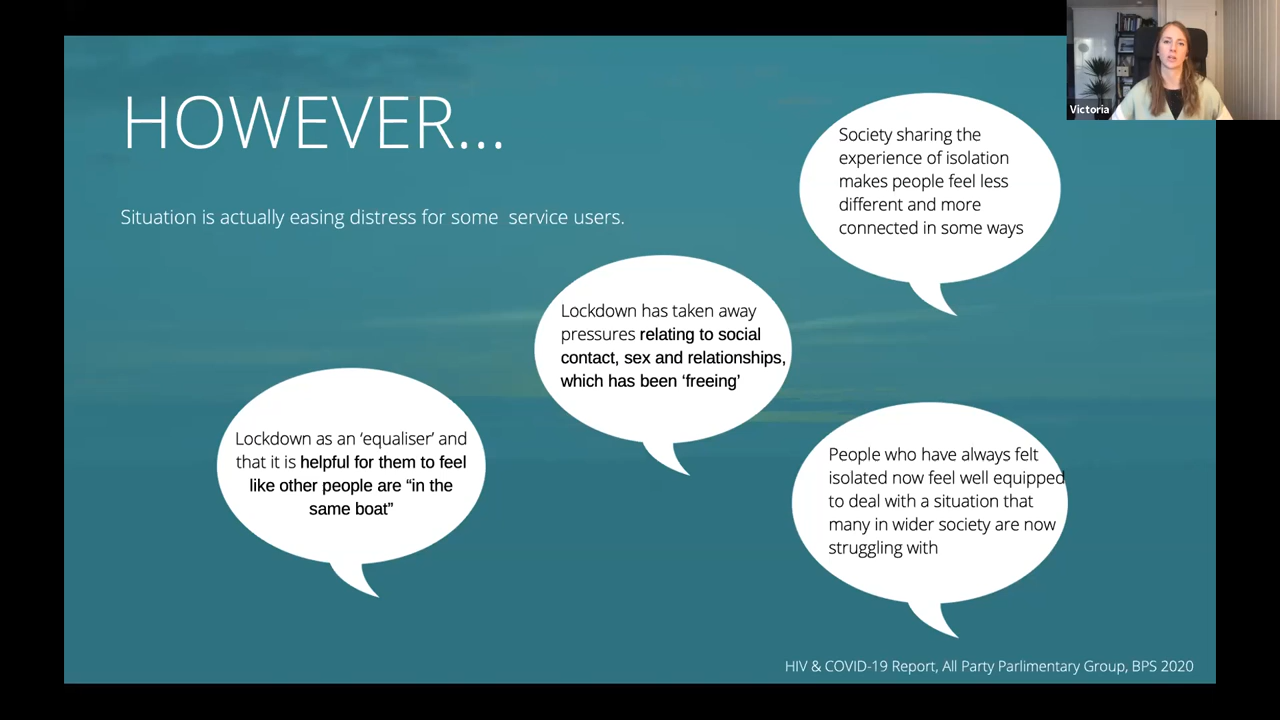 HOWEVER...
Situation is actually easing distress for some service users.
Victoria
Society sharing the
experience of isolation
makes people feel less
different and more
connected in some ways
Lockdown has taken away
pressures relating to social
contact, sex and relationships,
which has been ‘freeing’
Lockdown as an ‘equaliser’ and
that it is helpful for them to feel
like other people are “in the
same boat”
People who have always felt
isolated now feel well equipped
to deal with a situation that
many in wider society are now
struggling with
HIV & COVID-19 Report, All Party Parlimentary Group, BPS 2020